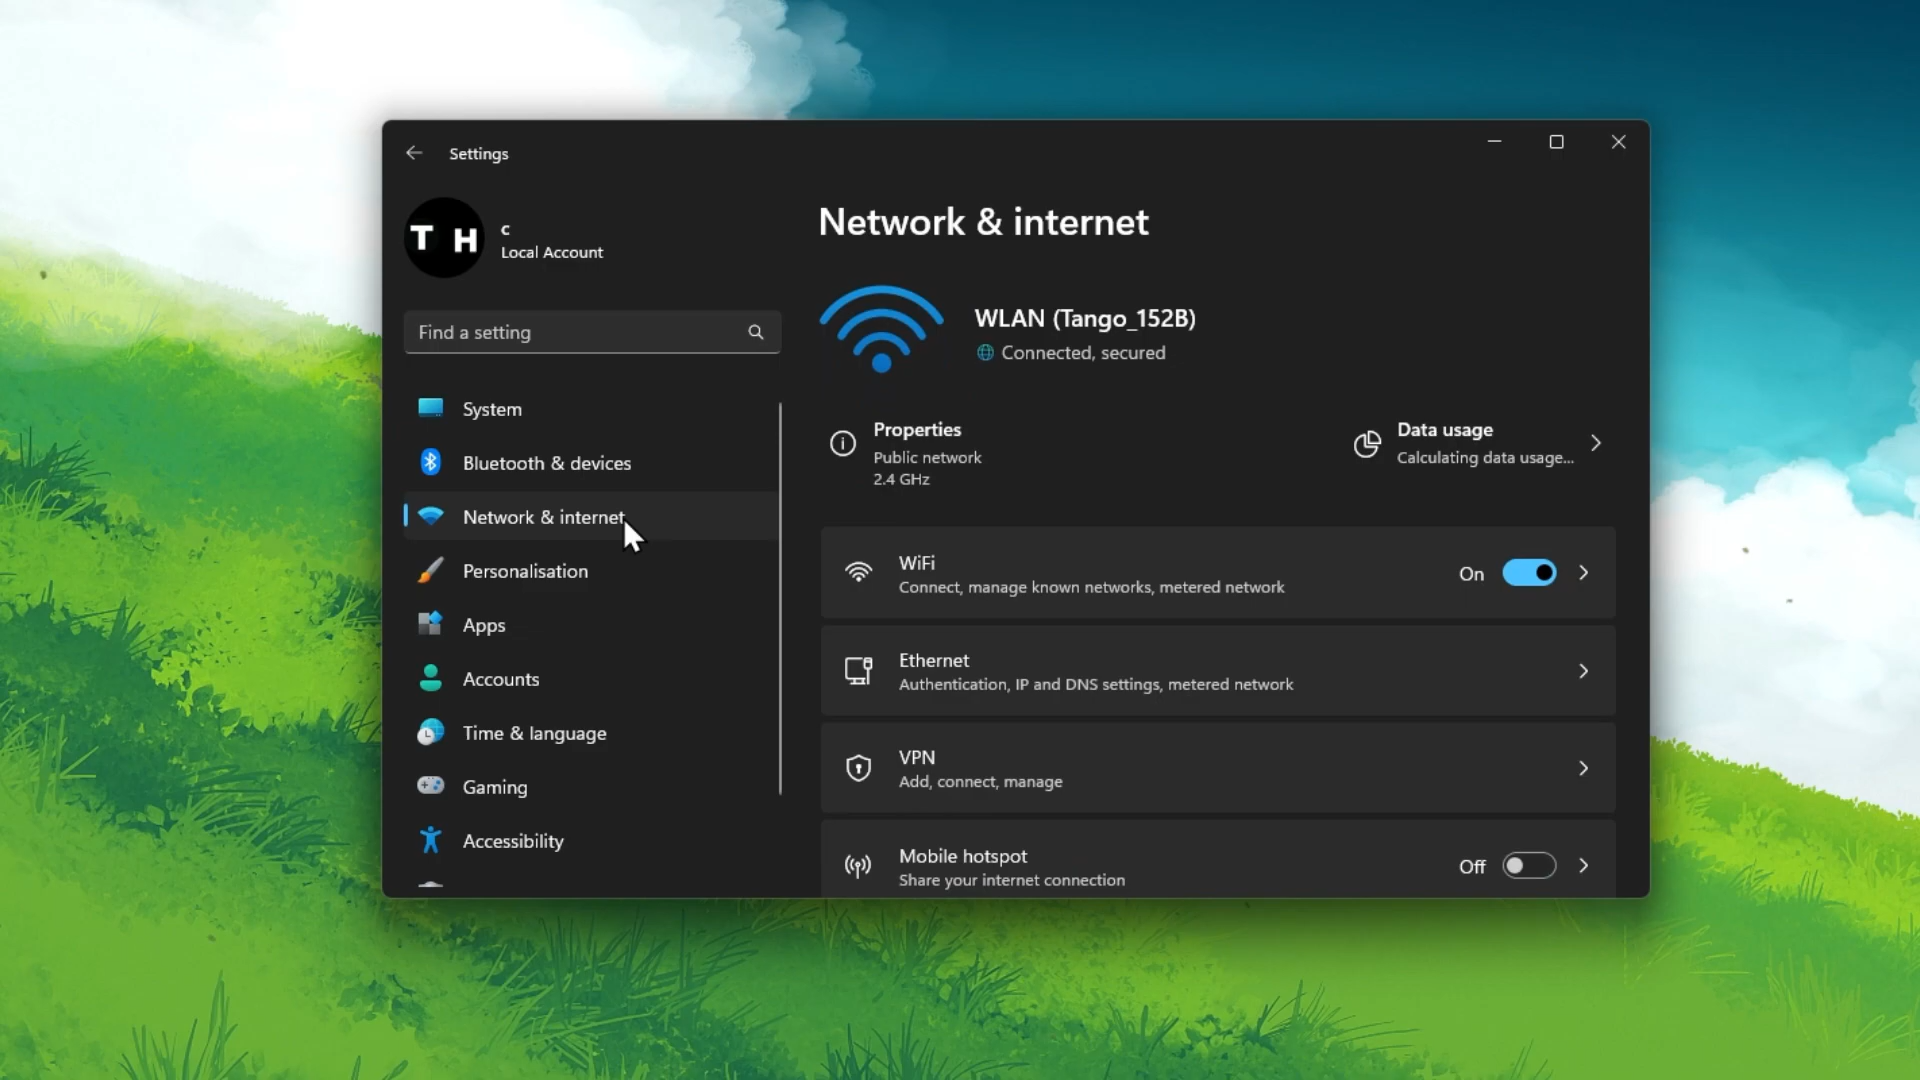 Settings
T H
c
Local Account
Find a setting
System
Bluetooth & devices
Network & internet
Personalisation
Apps
Accounts
Time & language
Gaming
Accessibility
Network & internet
WLAN (Tango_152B)
Connected, secured
Properties
Public network
2.4 GHz
Data usage
Calculating data usage...
WiFi
Connect, manage known networks, metered network
On
Ethernet
Authentication, IP and DNS settings, metered network
VPN
Add, connect, manage
Mobile hotspot
Share your internet connection
Off